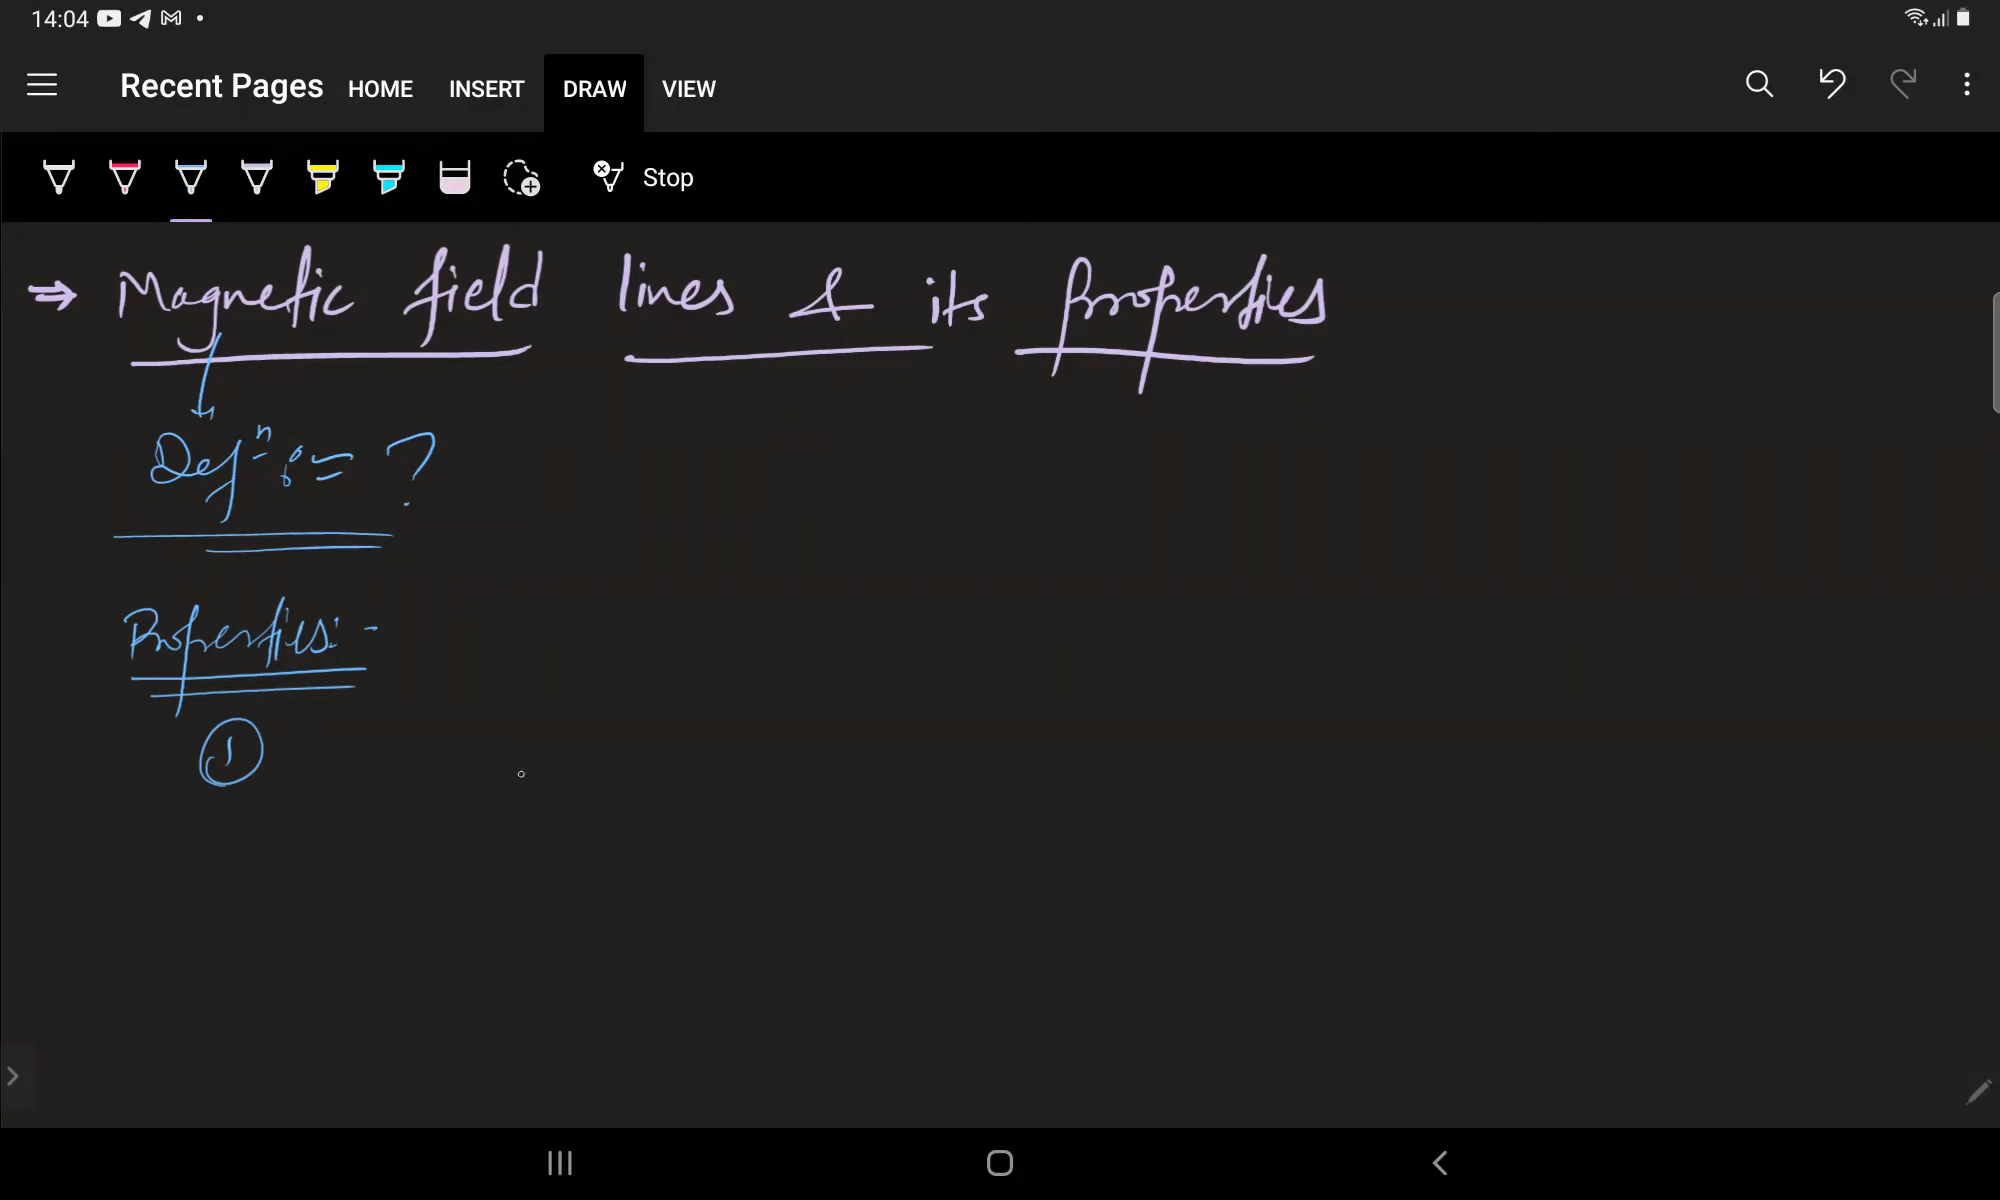 14:04
Recent Pages HOME INSERT DRAW VIEW
Stop
⇒ Magnetic field lines & its Properties
Defⁿ := ?
Properties: -
①